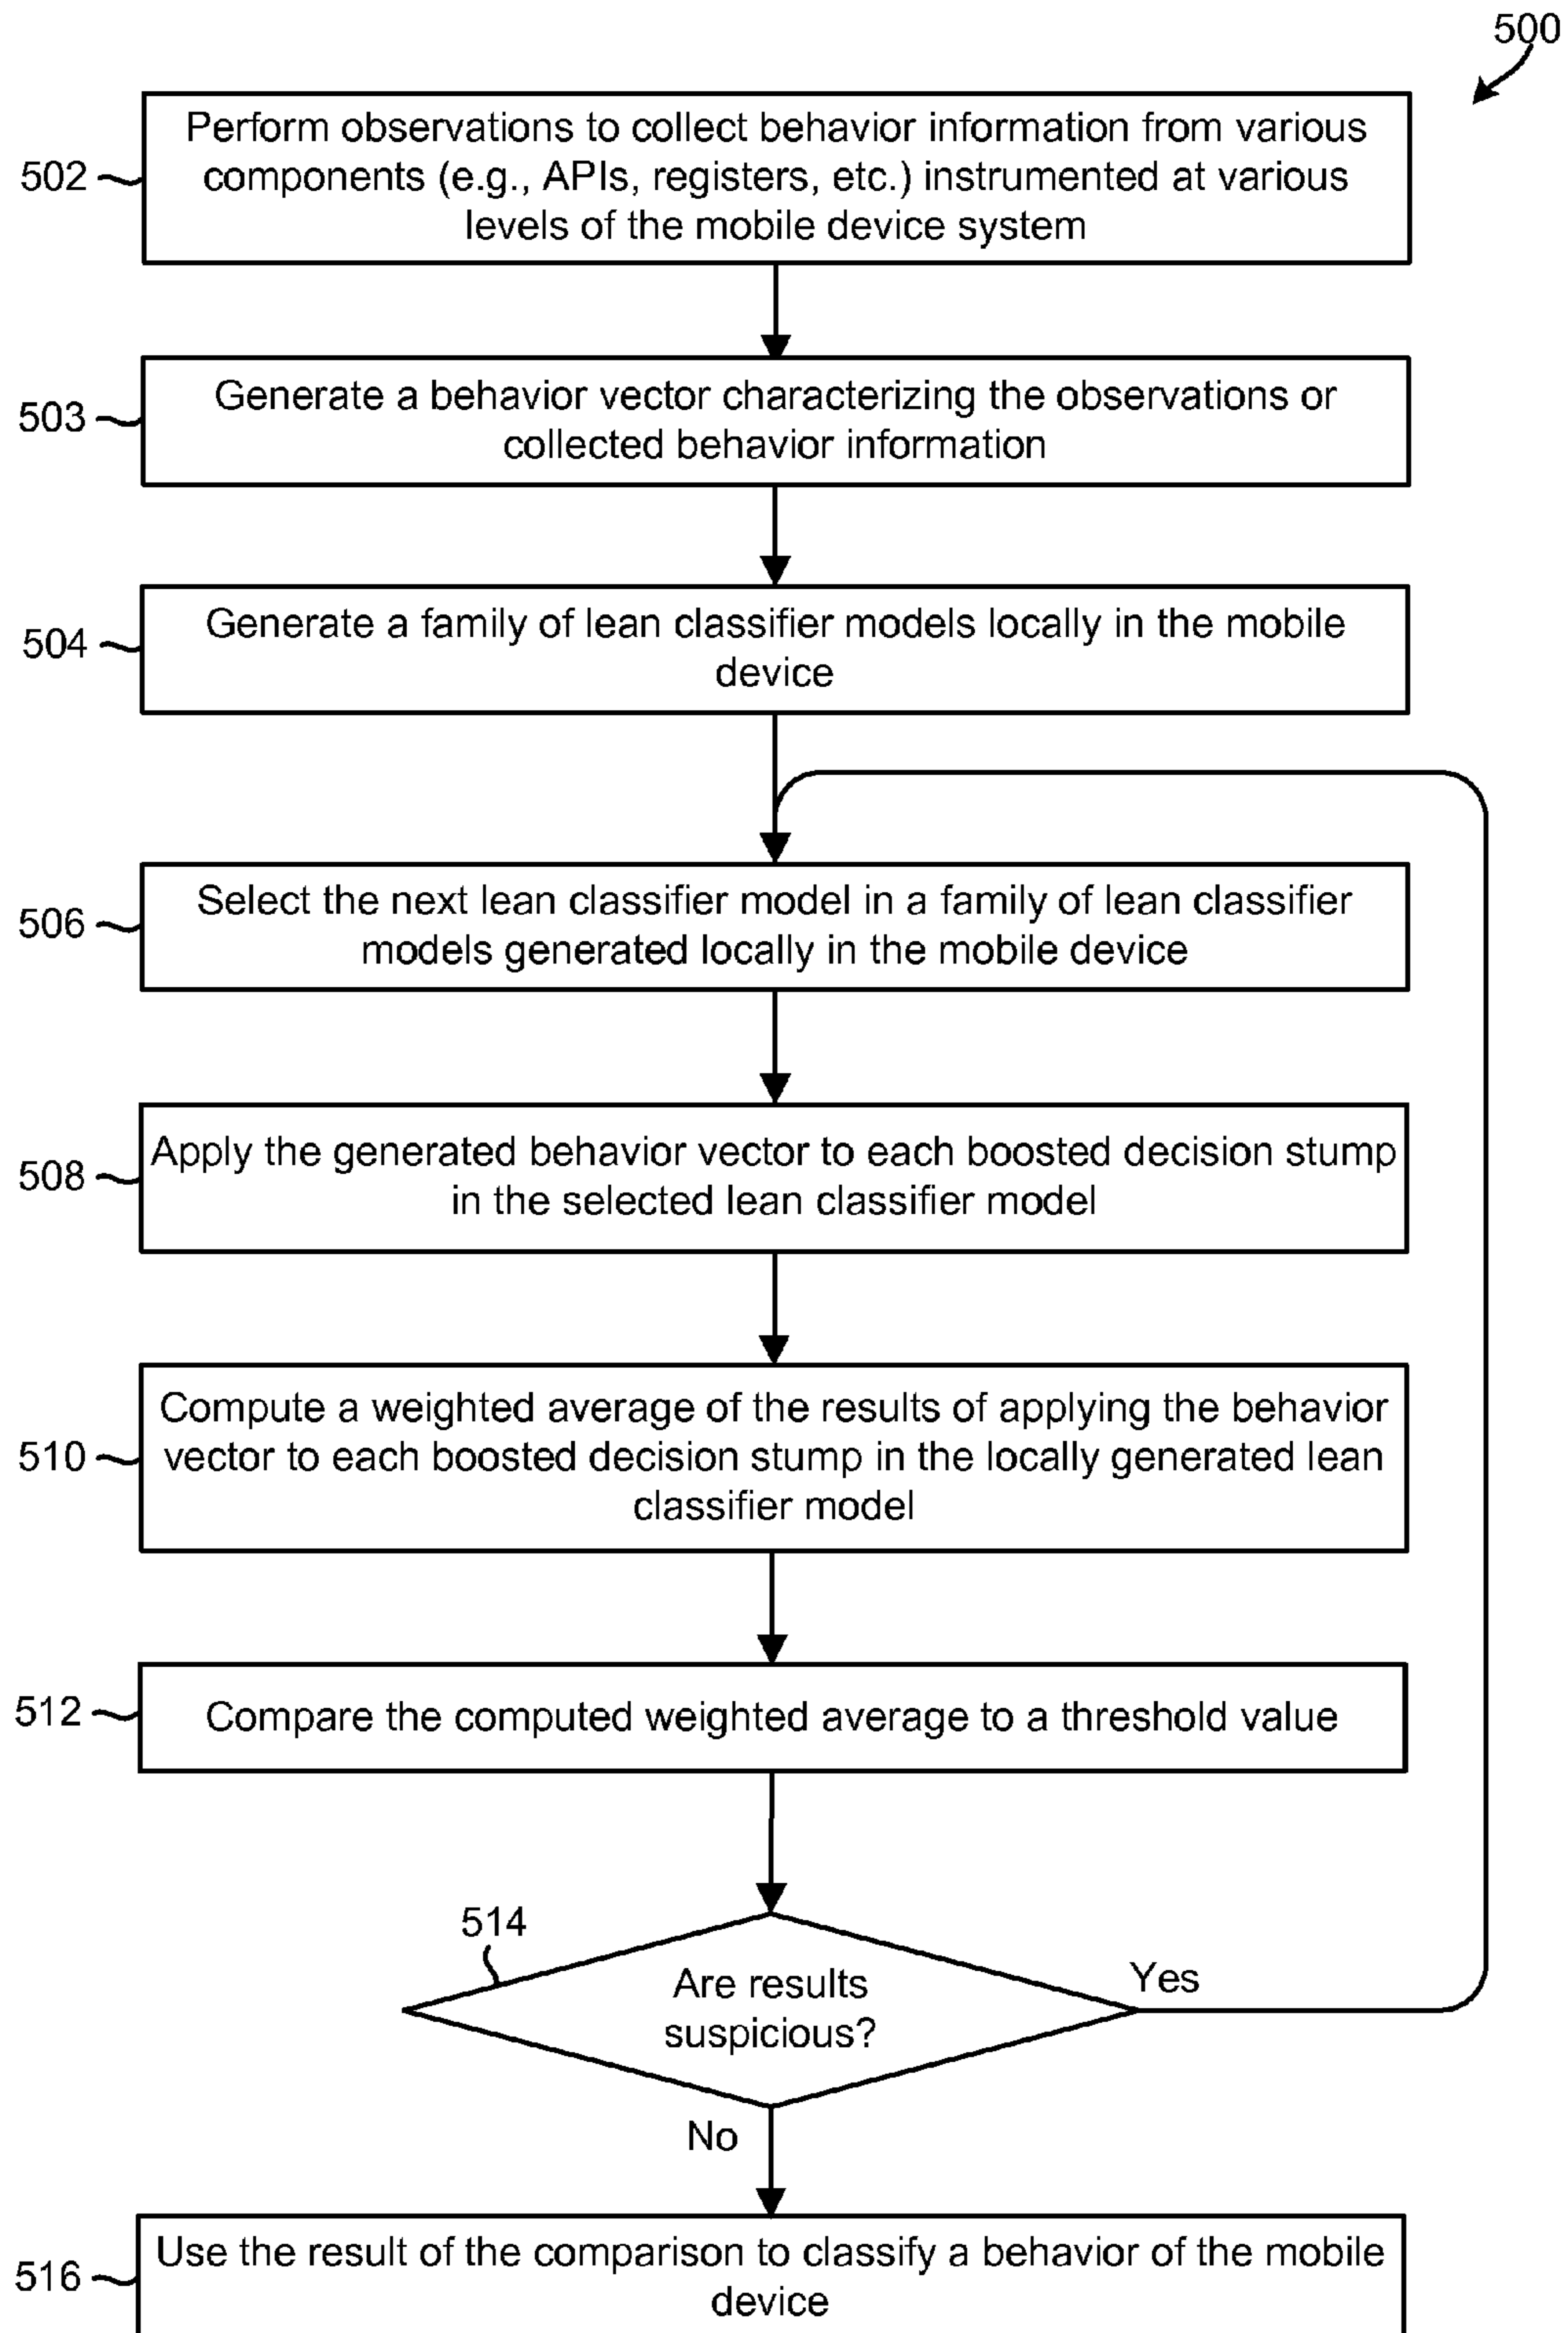 500
502
Perform observations to collect behavior information from various
components (e.g., APIs, registers, etc.) instrumented at various
levels of the mobile device system
503
Generate a behavior vector characterizing the observations or
collected behavior information
504
Generate a family of lean classifier models locally in the mobile
device
506
Select the next lean classifier model in a family of lean classifier
models generated locally in the mobile device
508
Apply the generated behavior vector to each boosted decision stump
in the selected lean classifier model
510
Compute a weighted average of the results of applying the behavior
vector to each boosted decision stump in the locally generated lean
classifier model
512
Compare the computed weighted average to a threshold value
514
Are results
suspicious?
Yes
No
516
Use the result of the comparison to classify a behavior of the mobile
device